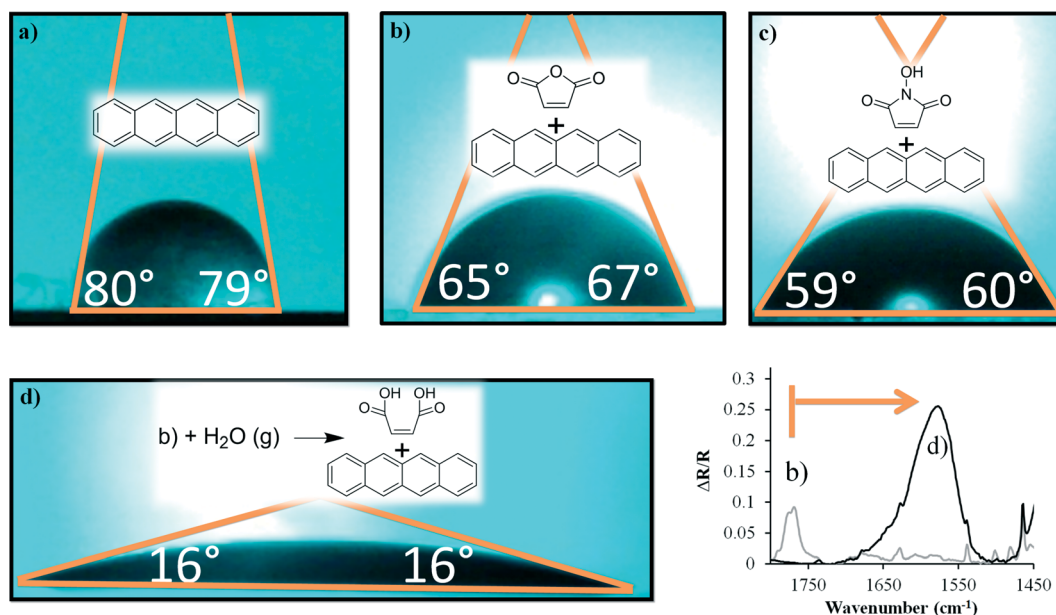 a)
80° 79°
b)
O O O
+
65° 67°
c)
OH
N
O O
+
59° 60°
d)
b) + H₂O (g) ⟶
OH OH
O O
+
16° 16°
0.3
0.25
0.2
0.15
0.1
0.05
0
ΔR/R
b)
d)
1750 1650 1550 1450
Wavenumber (cm⁻¹)